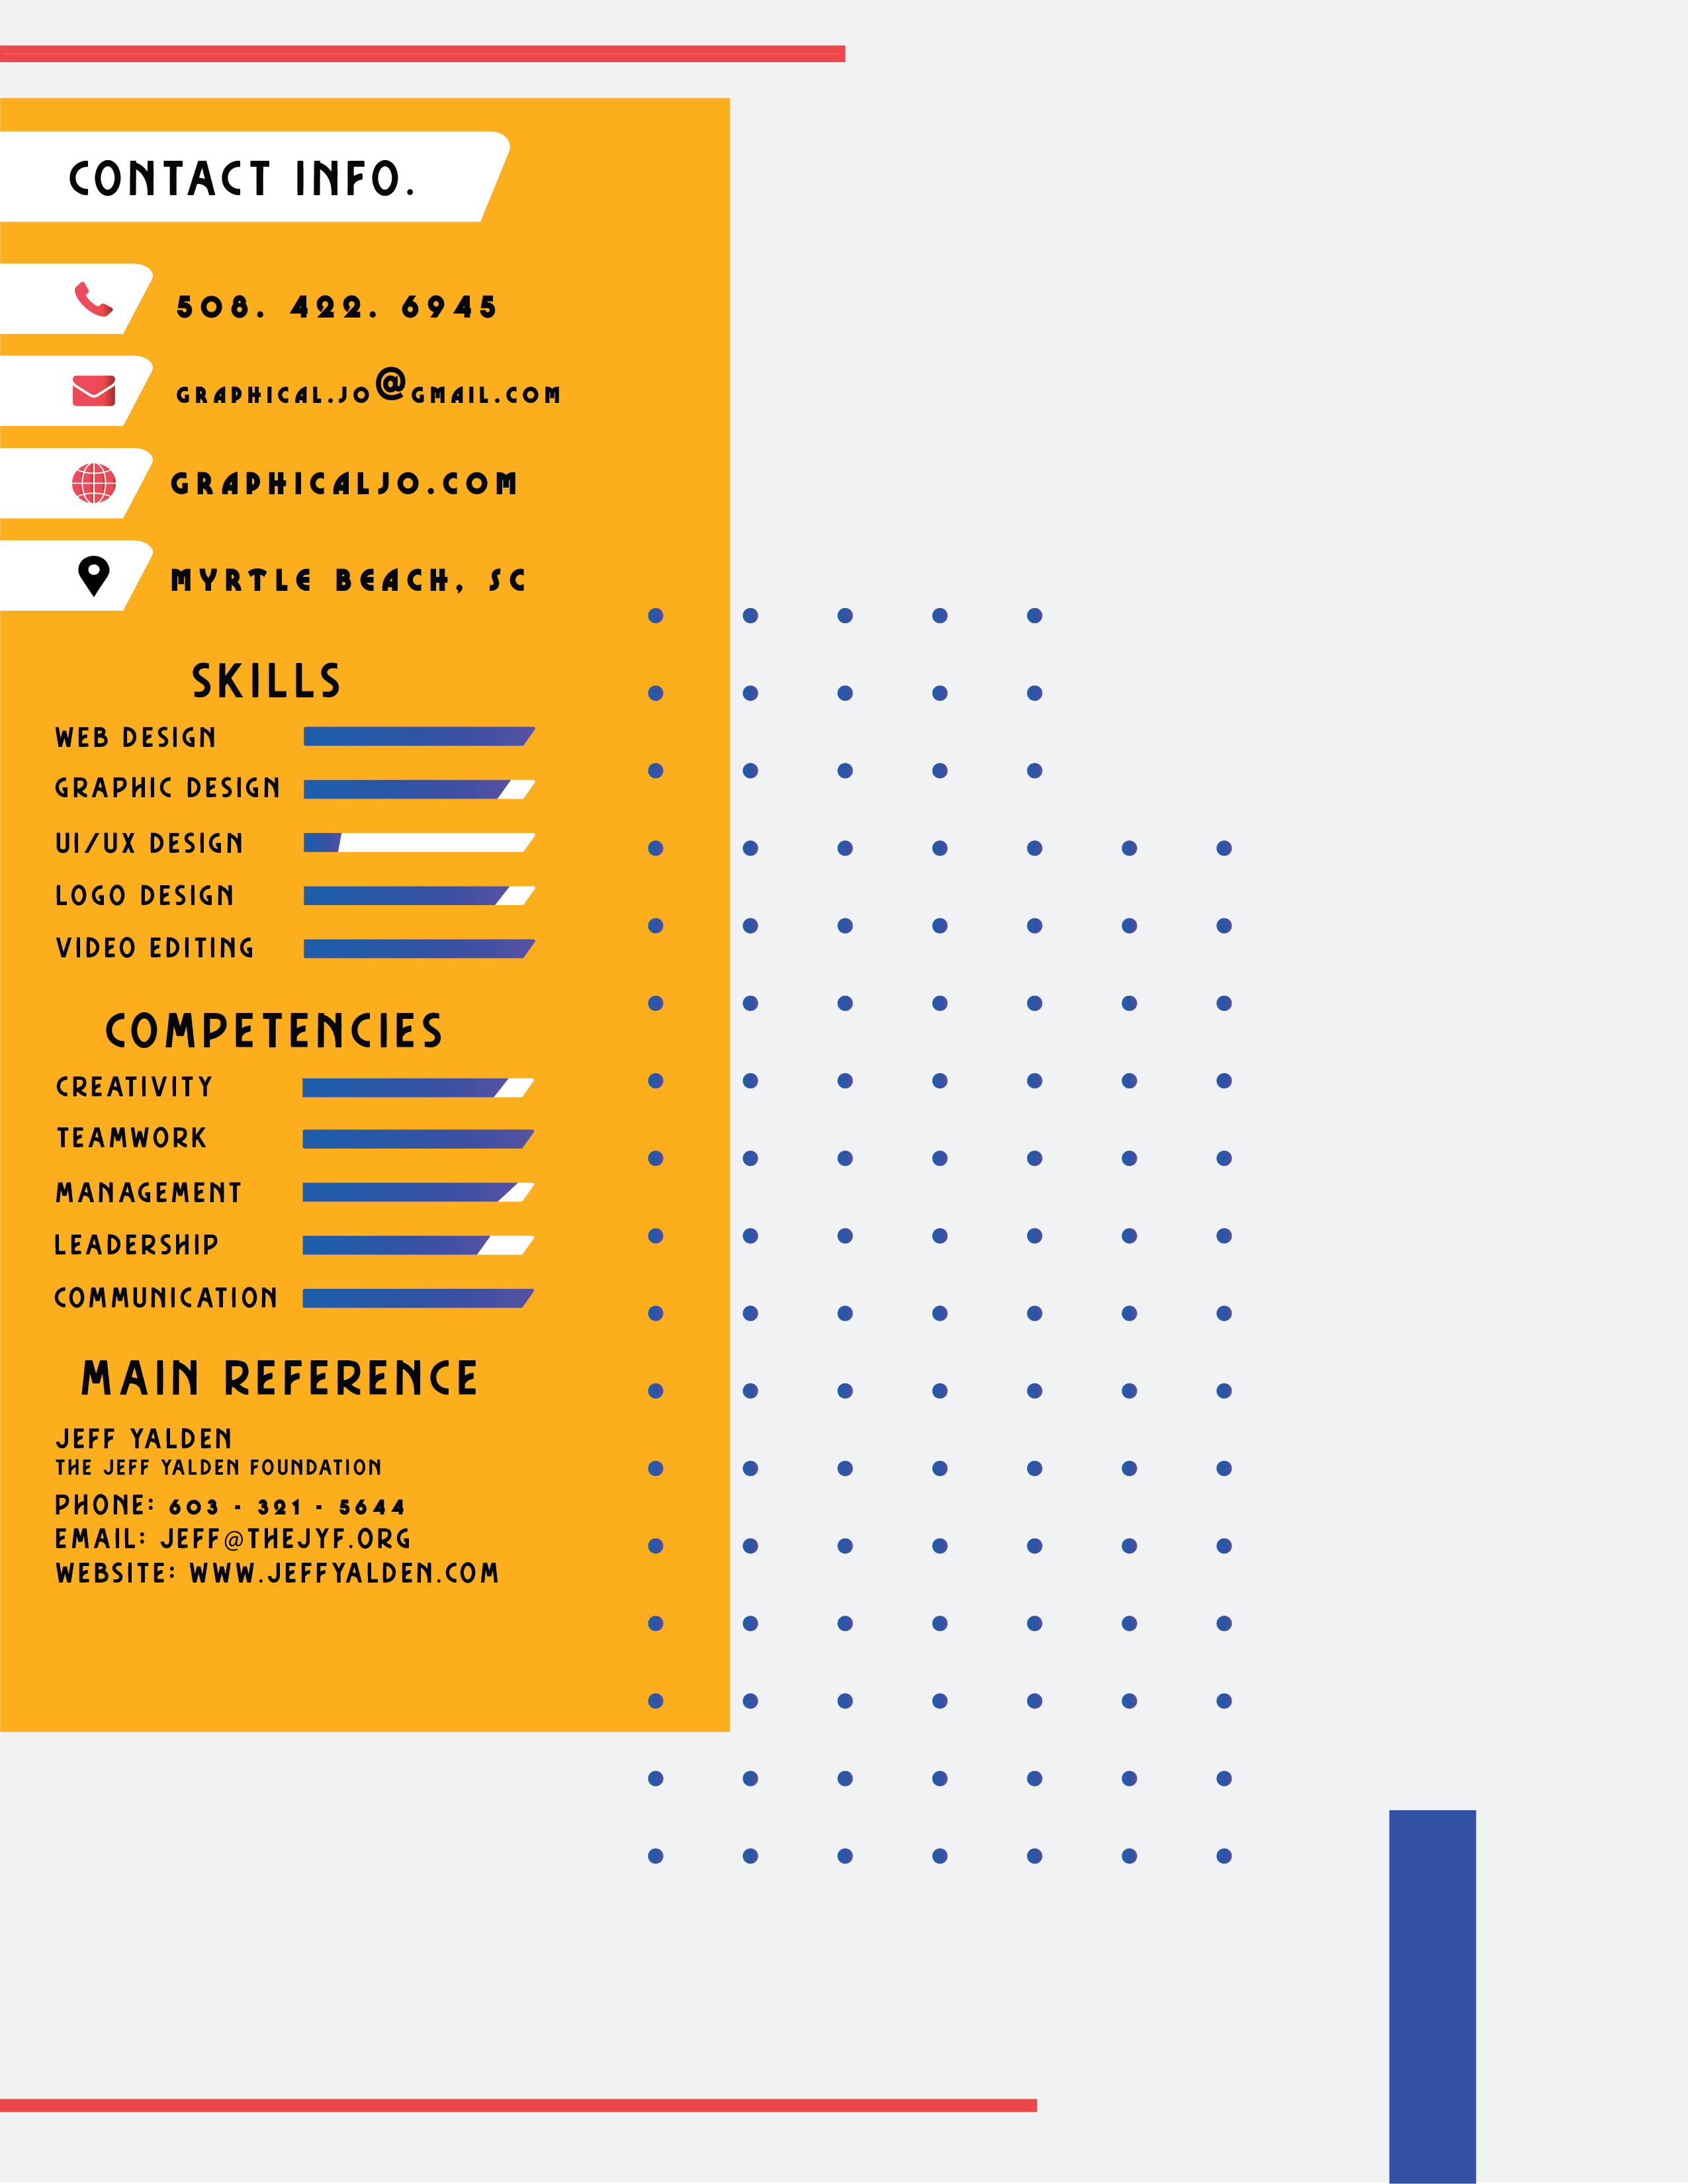 CONTACT INFO.
508. 422. 6945
GRAPHICAL.JO@GMAIL.COM
GRAPHICALJO.COM
MYRTLE BEACH, SC
SKILLS
WEB DESIGN
GRAPHIC DESIGN
UI/UX DESIGN
LOGO DESIGN
VIDEO EDITING
COMPETENCIES
CREATIVITY
TEAMWORK
MANAGEMENT
LEADERSHIP
COMMUNICATION
MAIN REFERENCE
JEFF YALDEN
THE JEFF YALDEN FOUNDATION
PHONE: 603 - 321 - 5644
EMAIL: JEFF@THEJYF.ORG
WEBSITE: WWW.JEFFYALDEN.COM